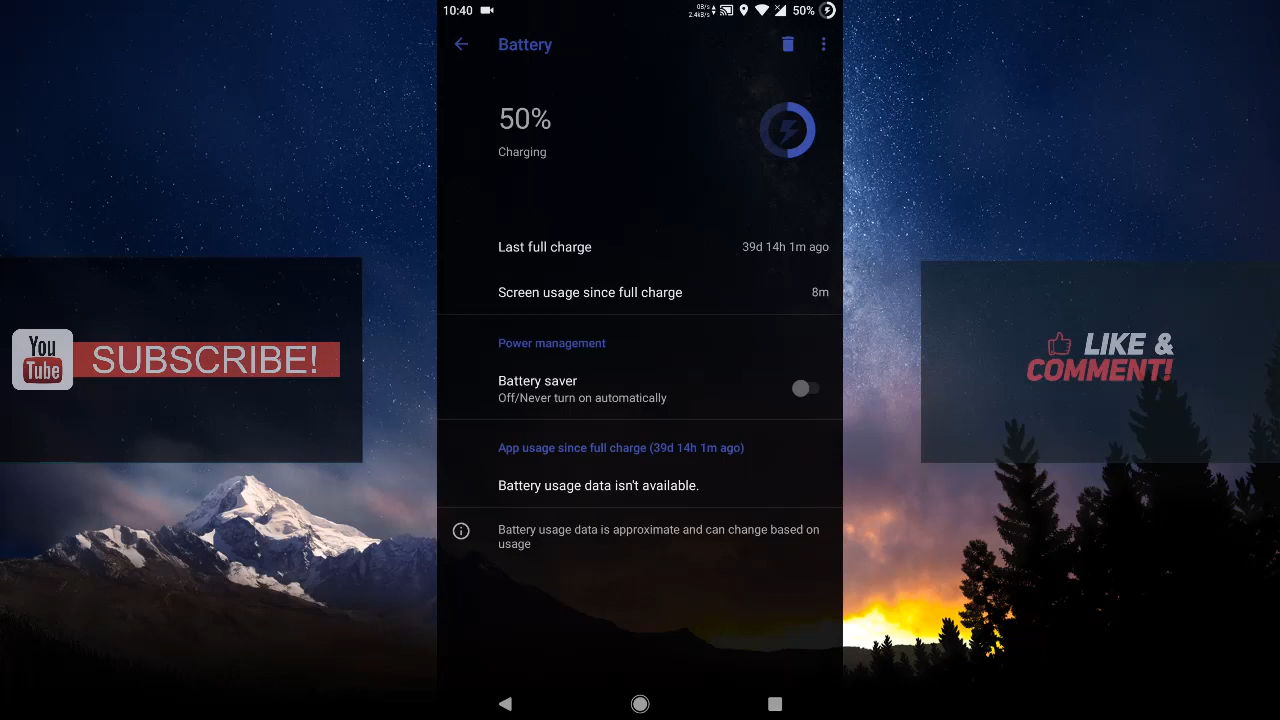 10:40
0B/s
2.4kB/s
50%
Battery
50%
Charging
Last full charge 39d 14h 1m ago
Screen usage since full charge 8m
Power management
Battery saver
Off/Never turn on automatically
App usage since full charge (39d 14h 1m ago)
Battery usage data isn't available.
Battery usage data is approximate and can change based on
usage
You
Tube
SUBSCRIBE!
LIKE &
COMMENT!